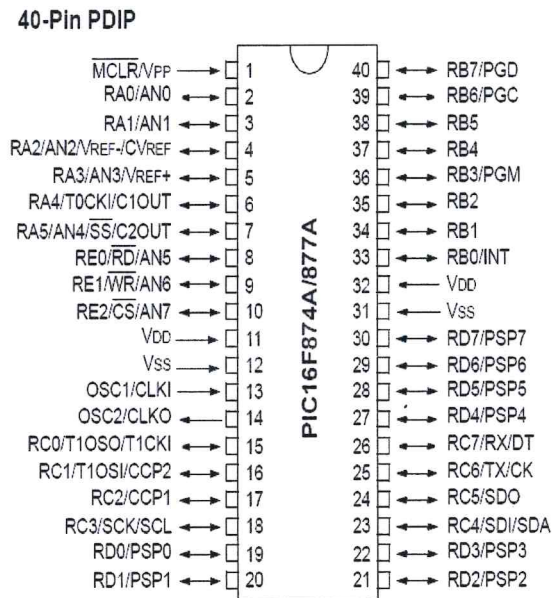 40-Pin PDIP
MCLR/VPP 1 40 RB7/PGD
RA0/AN0 2 39 RB6/PGC
RA1/AN1 3 38 RB5
RA2/AN2/VREF-/CVREF 4 37 RB4
RA3/AN3/VREF+ 5 36 RB3/PGM
RA4/T0CKI/C1OUT 6 35 RB2
RA5/AN4/SS/C2OUT 7 34 RB1
RE0/RD/AN5 8 33 RB0/INT
RE1/WR/AN6 9 32 VDD
RE2/CS/AN7 10 31 VSS
VDD 11 30 RD7/PSP7
VSS 12 29 RD6/PSP6
OSC1/CLKI 13 28 RD5/PSP5
OSC2/CLKO 14 27 RD4/PSP4
RC0/T1OSO/T1CKI 15 26 RC7/RX/DT
RC1/T1OSI/CCP2 16 25 RC6/TX/CK
RC2/CCP1 17 24 RC5/SDO
RC3/SCK/SCL 18 23 RC4/SDI/SDA
RD0/PSP0 19 22 RD3/PSP3
RD1/PSP1 20 21 RD2/PSP2
PIC16F874A/877A